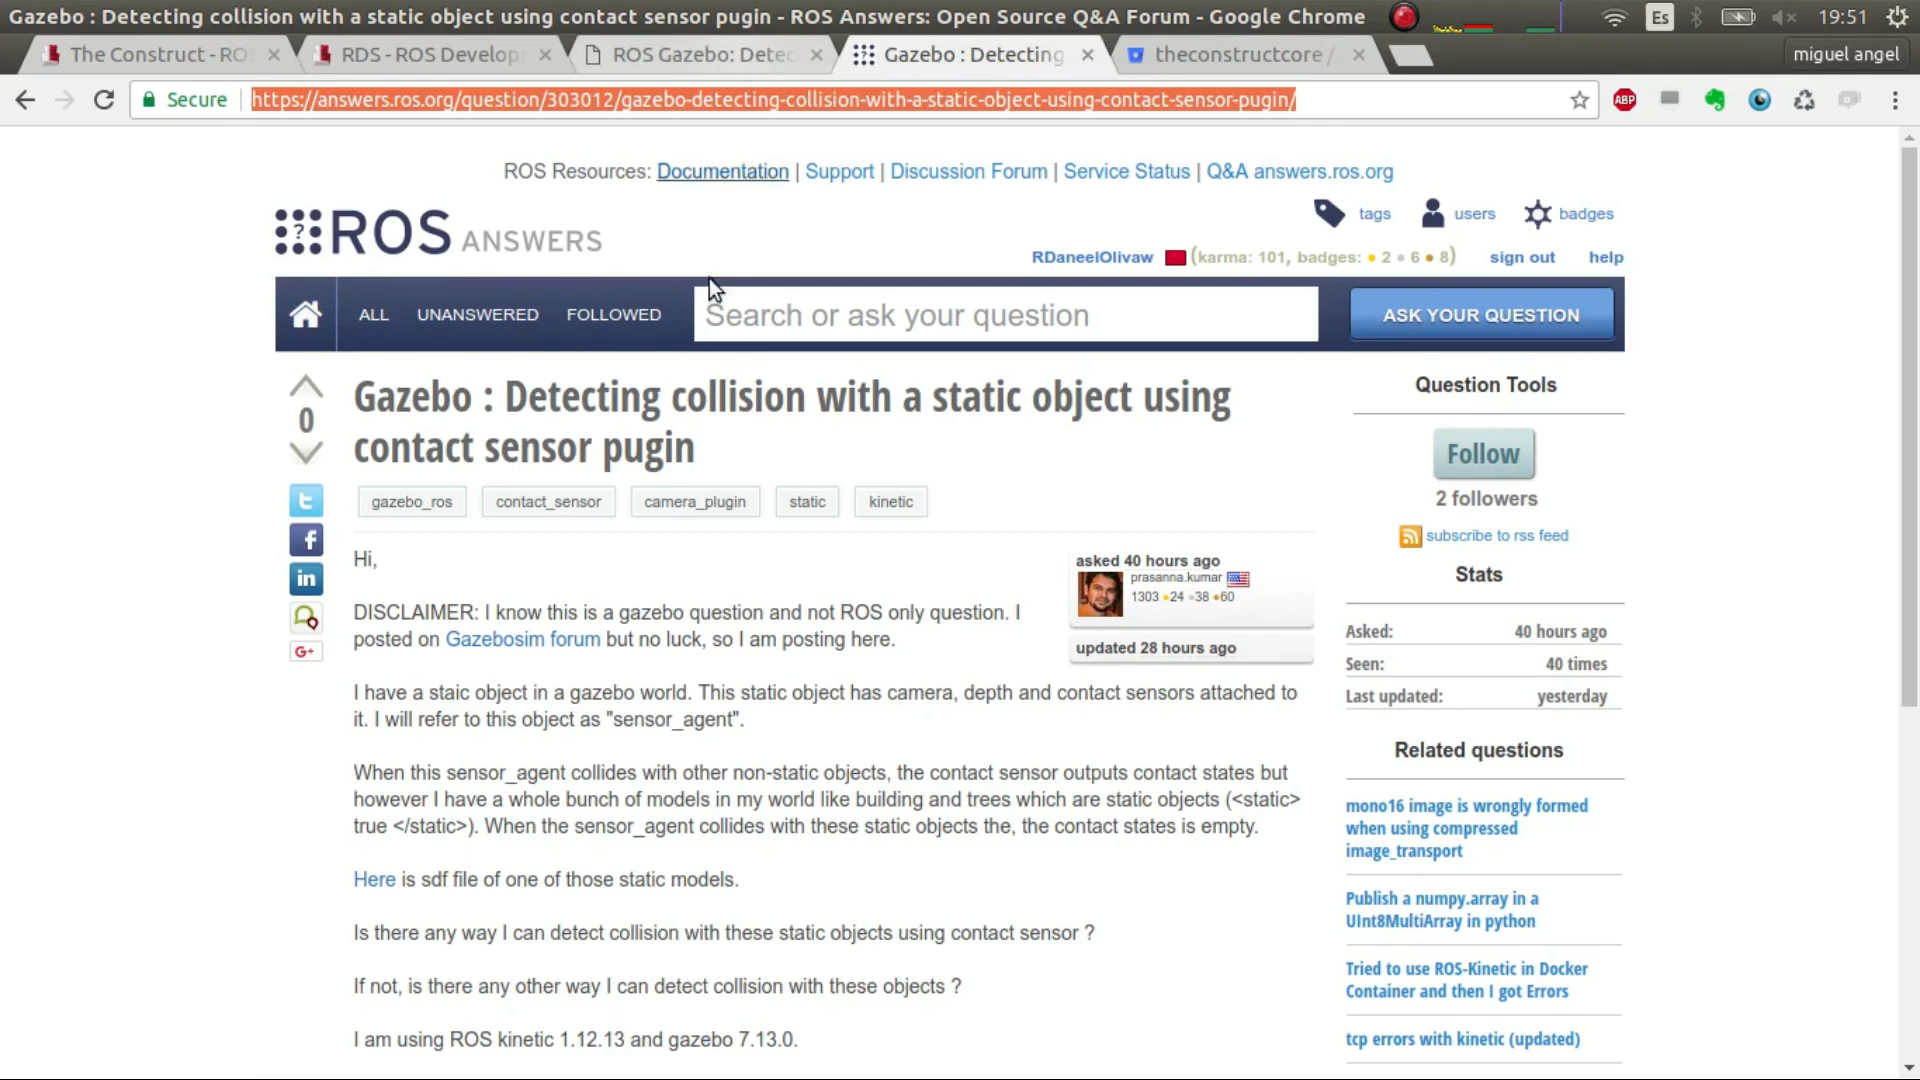 Gazebo : Detecting collision with a static object using contact sensor pugin - ROS Answers: Open Source Q&A Forum - Google Chrome
Es
19:51
The Construct - ROS
RDS - ROS Develop
ROS Gazebo: Detec
Gazebo : Detecting
theconstructcore /
miguel angel
Secure
https://answers.ros.org/question/303012/gazebo-detecting-collision-with-a-static-object-using-contact-sensor-pugin/
ABP
ROS Resources: Documentation | Support | Discussion Forum | Service Status | Q&A answers.ros.org
?ROS ANSWERS
tags
users
badges
RDaneelOlivaw (karma: 101, badges: ● 2 ● 6 ● 8)
sign out
help
ALL
UNANSWERED
FOLLOWED
Search or ask your question
ASK YOUR QUESTION
0
Gazebo : Detecting collision with a static object using
contact sensor pugin
gazebo_ros
contact_sensor
camera_plugin
static
kinetic
t
f
in
G+
Hi,
asked 40 hours ago
prasanna.kumar
1303 ●24 ●38 ●60
updated 28 hours ago
DISCLAIMER: I know this is a gazebo question and not ROS only question. I
posted on Gazebosim forum but no luck, so I am posting here.
I have a staic object in a gazebo world. This static object has camera, depth and contact sensors attached to
it. I will refer to this object as "sensor_agent".
When this sensor_agent collides with other non-static objects, the contact sensor outputs contact states but
however I have a whole bunch of models in my world like building and trees which are static objects (<static>
true </static>). When the sensor_agent collides with these static objects the, the contact states is empty.
Here is sdf file of one of those static models.
Is there any way I can detect collision with these static objects using contact sensor ?
If not, is there any other way I can detect collision with these objects ?
I am using ROS kinetic 1.12.13 and gazebo 7.13.0.
Question Tools
Follow
2 followers
subscribe to rss feed
Stats
Asked: 40 hours ago
Seen: 40 times
Last updated: yesterday
Related questions
mono16 image is wrongly formed
when using compressed
image_transport
Publish a numpy.array in a
UInt8MultiArray in python
Tried to use ROS-Kinetic in Docker
Container and then I got Errors
tcp errors with kinetic (updated)